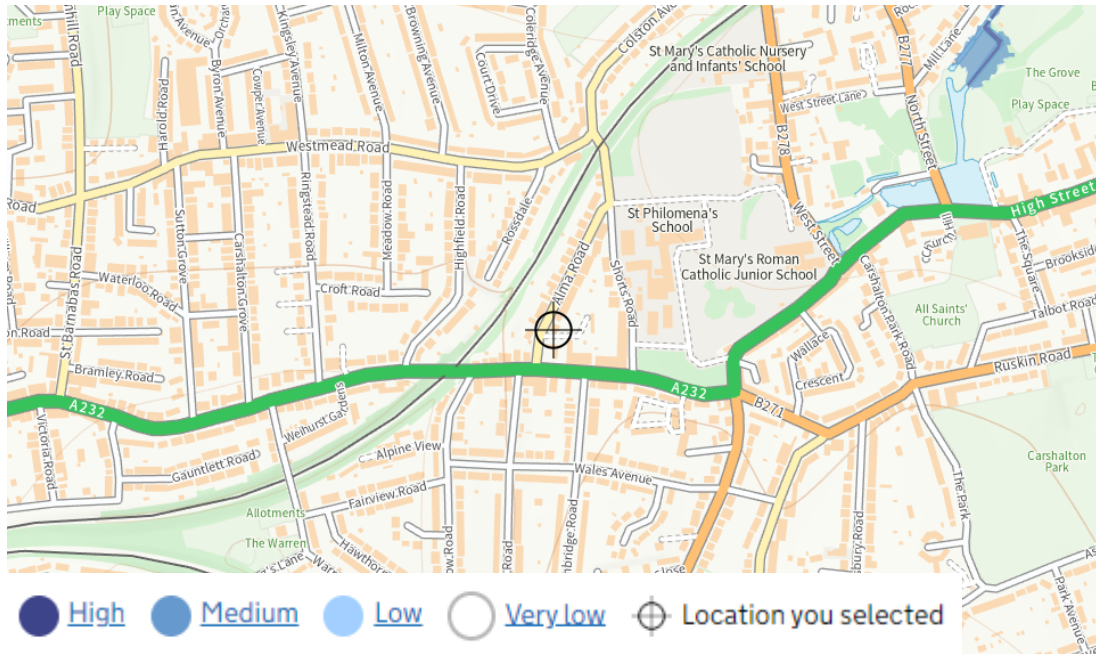 Play Space
Byron Avenue
Cowper Avenue
Kingsley Avenue
Milton Avenue
Browning Avenue
Court Drive
Coleridge Avenue
Colston
St Mary's Catholic Nursery
and Infants' School
B277
Mill Lane
The Grove
Play Space
West Street Lane
B278
North Street
Harold Road
Westmead Road
Road
Sutton Grove
Carshalton Grove
Ringstead Road
Meadow Road
Highfield Road
Rossdale
St Philomena's
School
West Street
High Street
St Mary's Roman
Catholic Junior School
Alma Road
Shorts Road
The Square
Brookside
St Barnabas Road
Waterloo Road
Croft Road
Carshalton Park Road
All Saints'
Church
Talbot Road
Wallace
Crescent
Ruskin Road
Bramley Road
A232
A232
B271
Victoria Road
Weihurst Gardens
Gauntlett Road
Alpine View
Wales Avenue
Carshalton
Park
Fairview Road
The Park
Allotments
The Warren
Park Avenue
High
Medium
Low
Very low
Location you selected